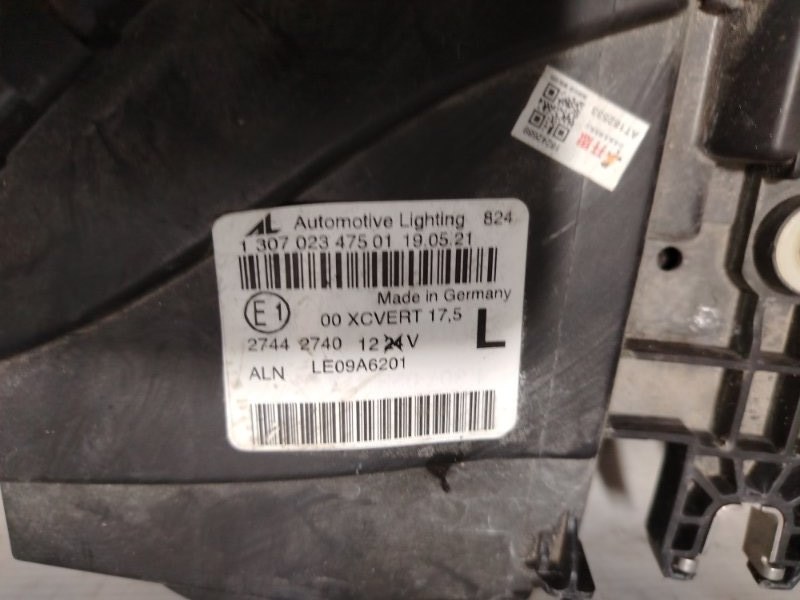 AL Automotive Lighting 824
1 307 023 475 01 19.05.21
Made in Germany
E1 00 XCVERT 17,5
L
2744 2740 12 24 V
ALN LE09A6201